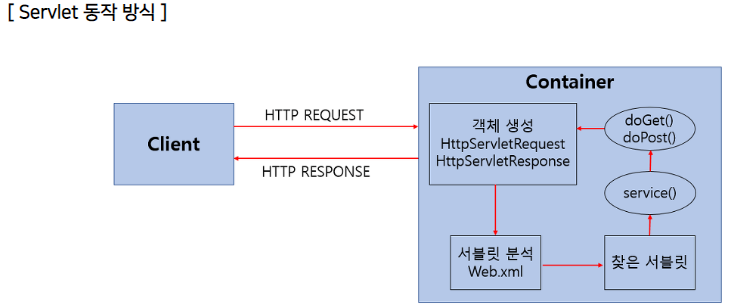 [ Servlet 동작 방식 ]
Container
Client
HTTP REQUEST
HTTP RESPONSE
객체 생성
HttpServletRequest
HttpServletResponse
doGet()
doPost()
service()
서블릿 분석
Web.xml
찾은 서블릿